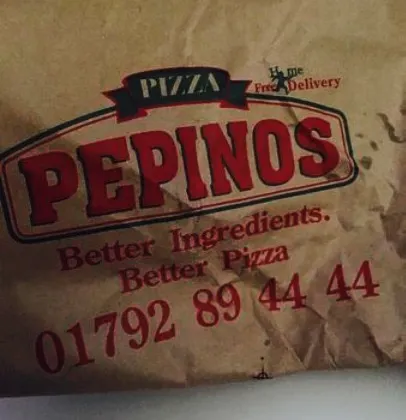 PIZZA
Home
Free Delivery
PEPINOS
Better Ingredients.
Better Pizza
01792 89 44 44